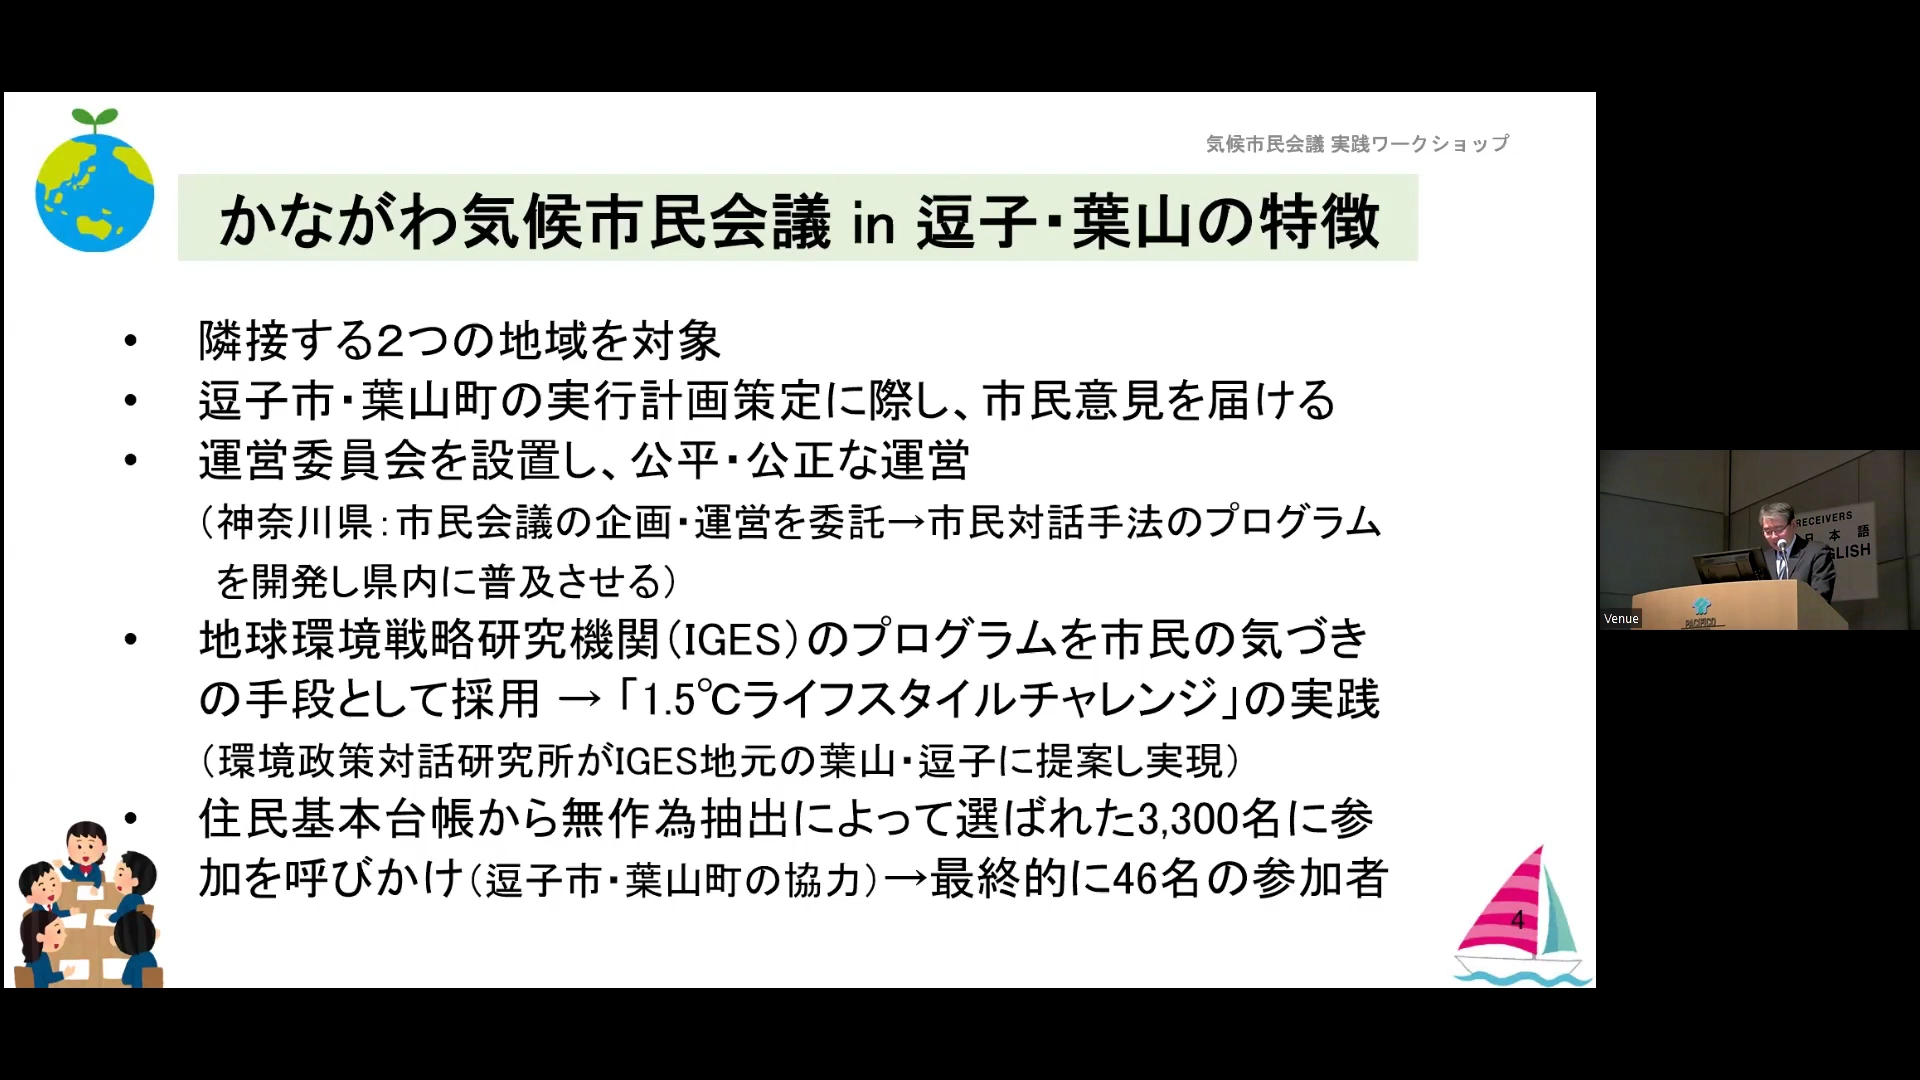 気候市民会議 実践ワークショップ
かながわ気候市民会議 in 逗子・葉山の特徴
• 隣接する２つの地域を対象
• 逗子市・葉山町の実行計画策定に際し、市民意見を届ける
• 運営委員会を設置し、公平・公正な運営
（神奈川県：市民会議の企画・運営を委託→市民対話手法のプログラム
を開発し県内に普及させる）
• 地球環境戦略研究機関（IGES）のプログラムを市民の気づき
の手段として採用 → 「1.5℃ライフスタイルチャレンジ」の実践
（環境政策対話研究所がIGES地元の葉山・逗子に提案し実現）
• 住民基本台帳から無作為抽出によって選ばれた3,300名に参
加を呼びかけ（逗子市・葉山町の協力）→最終的に46名の参加者
4
RECEIVERS
日本語
GLISH
PACIFICO
Venue